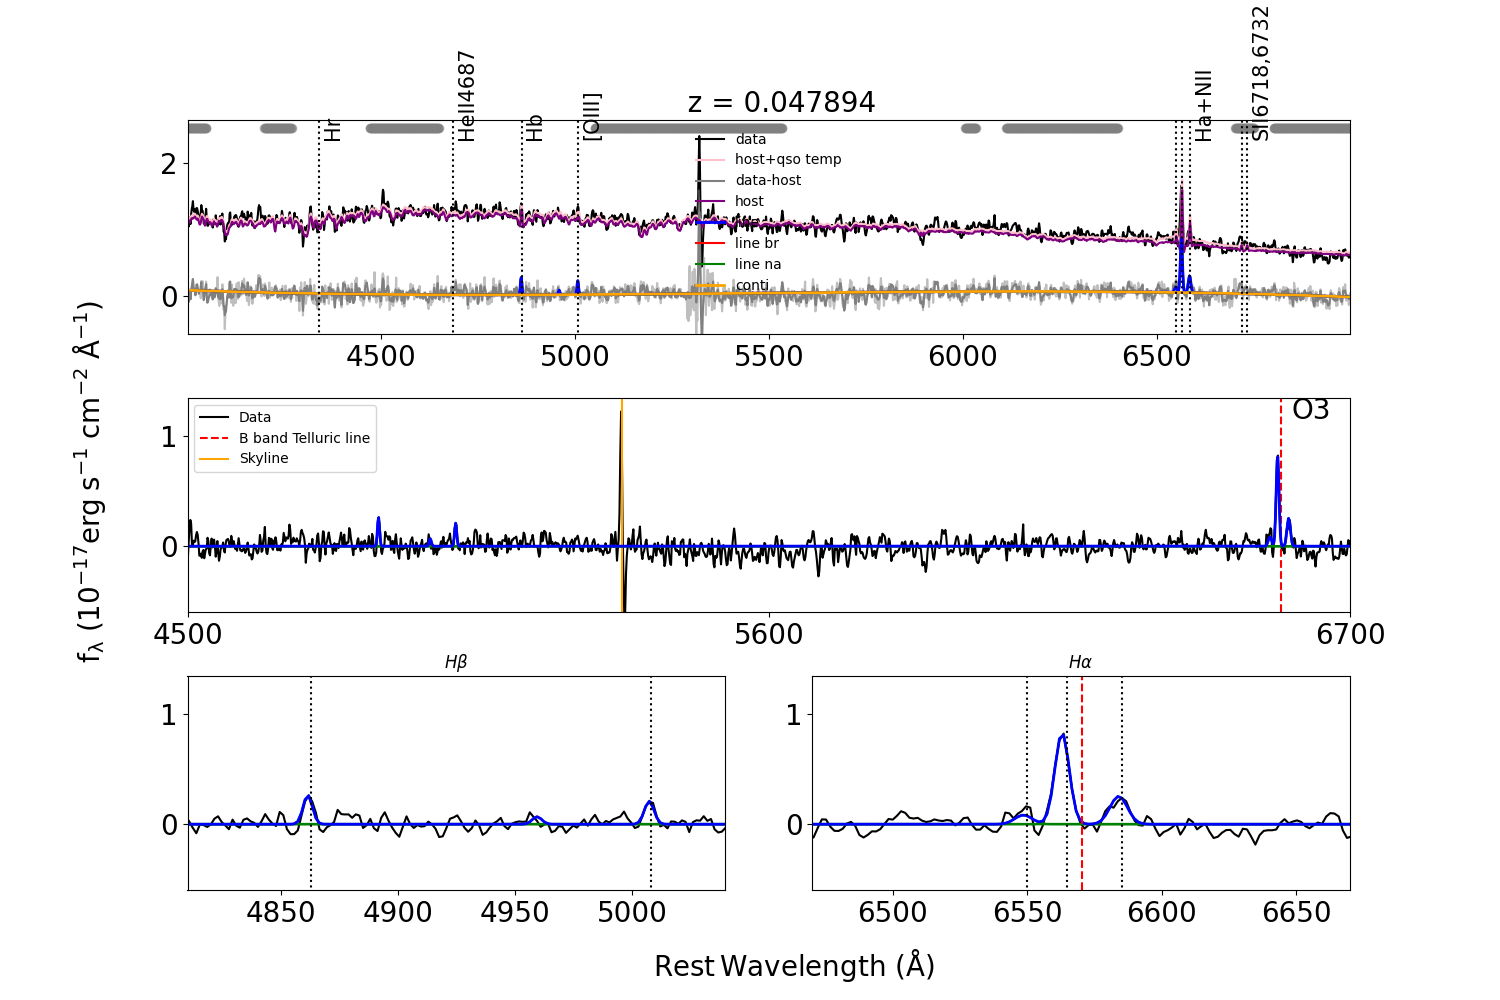 z = 0.047894
Hr
HeII4687
Hb
[OIII]
Ha+NII
SII6718,6732
data
host+qso temp
data-host
host
line br
line na
conti
2
0
4500 5000 5500 6000 6500
fλ (10⁻¹⁷erg s⁻¹ cm⁻² Å⁻¹)
Data
B band Telluric line
Skyline
O3
1
0
4500 5600 6700
Hβ
1
0
4850 4900 4950 5000
Hα
1
0
6500 6550 6600 6650
Rest Wavelength (Å)